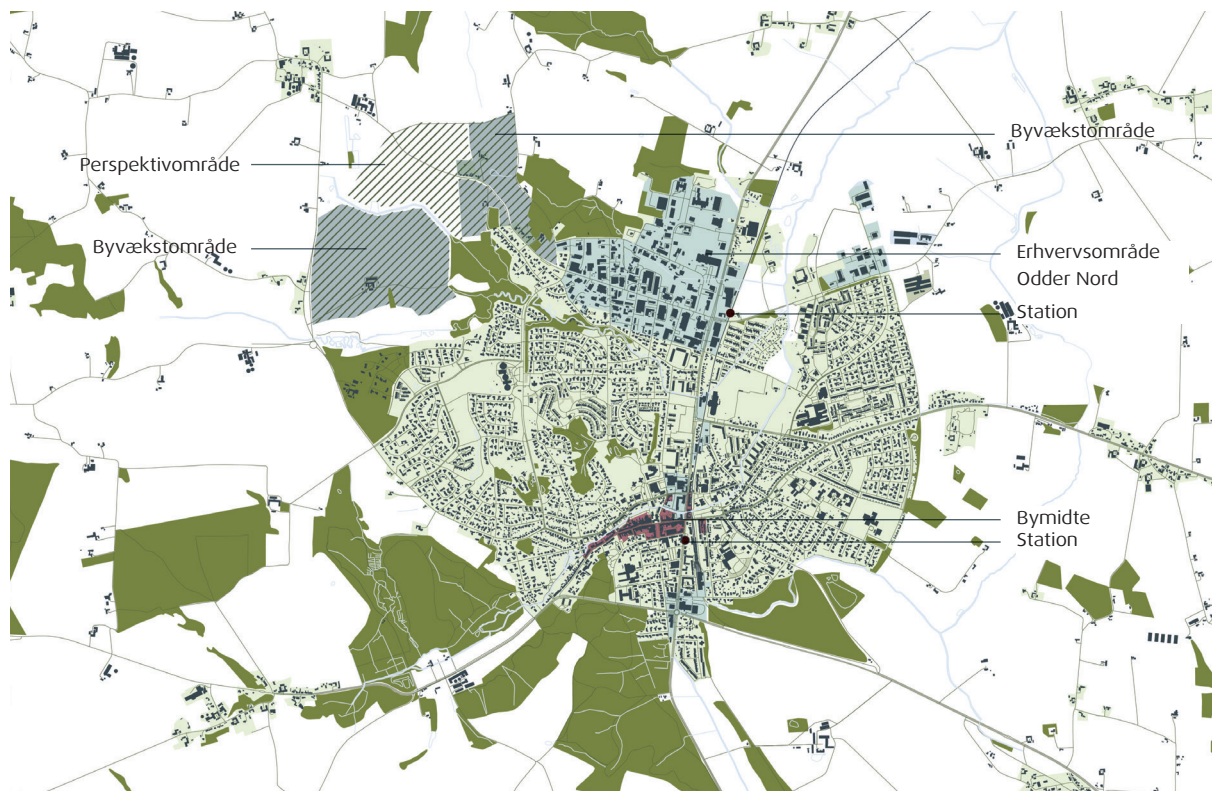 Byvækstområde
Perspektivområde
Byvækstområde
Erhvervsområde
Odder Nord
Station
Bymidte
Station